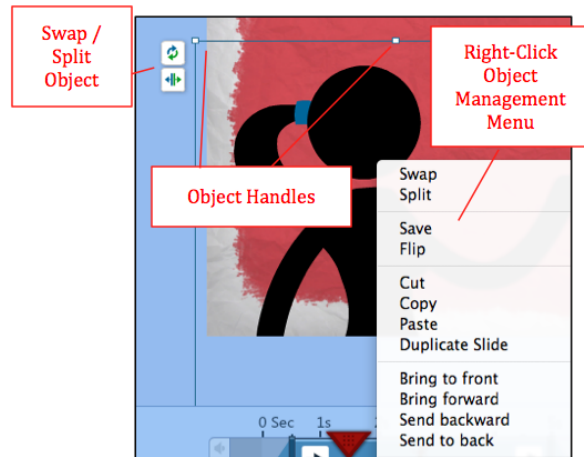 Swap /
Split
Object
Right-Click
Object
Management
Menu
Object Handles
Swap
Split
Save
Flip
Cut
Copy
Paste
Duplicate Slide
Bring to front
Bring forward
Send backward
Send to back
0 Sec 1s